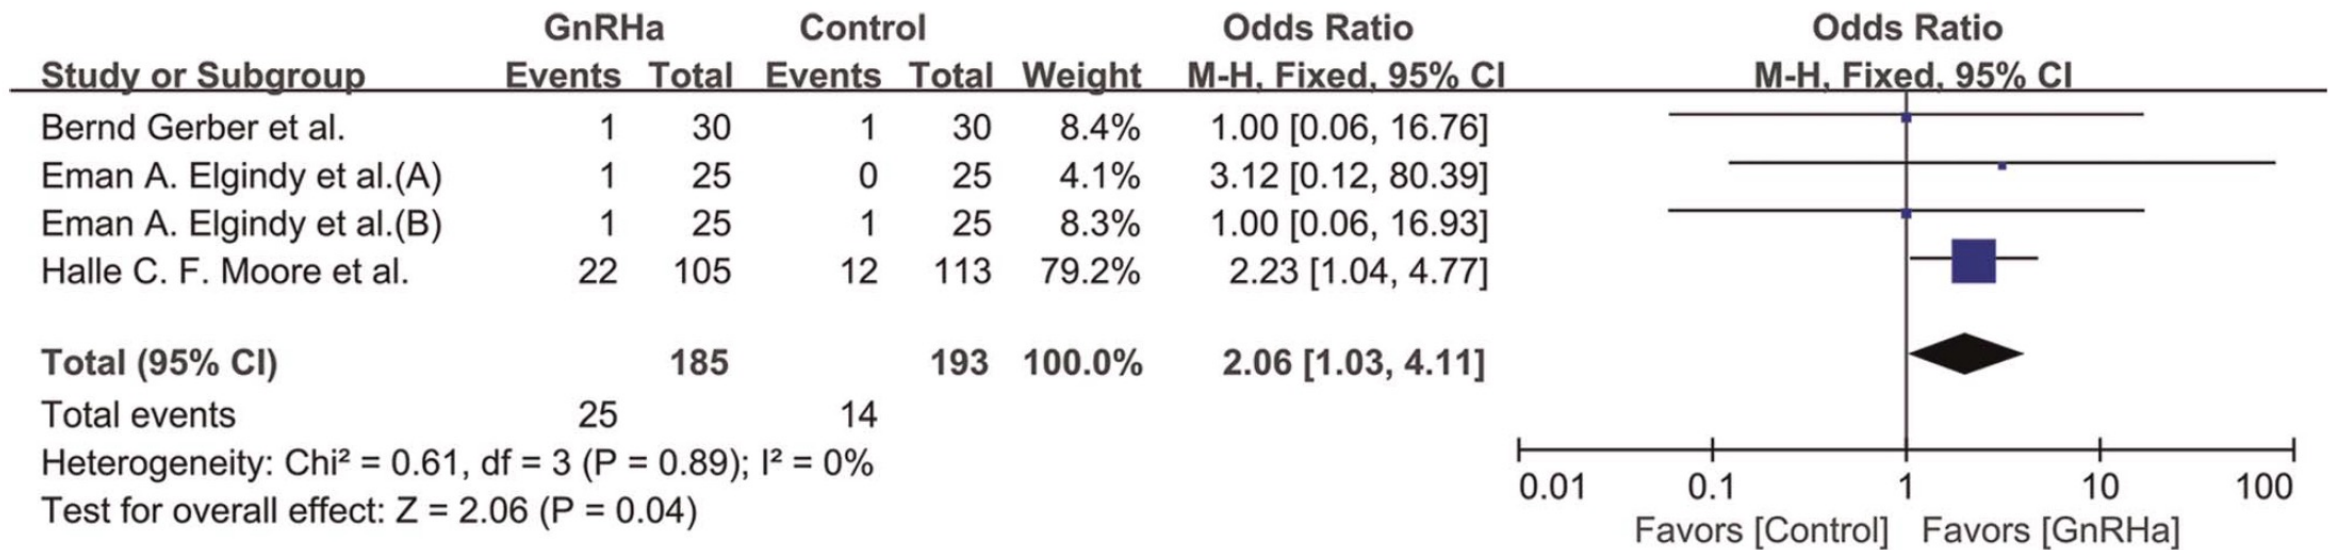 GnRHa Control Odds Ratio Odds Ratio
Study or Subgroup Events Total Events Total Weight M-H, Fixed, 95% CI M-H, Fixed, 95% CI
Bernd Gerber et al. 1 30 1 30 8.4% 1.00 [0.06, 16.76]
Eman A. Elgindy et al.(A) 1 25 0 25 4.1% 3.12 [0.12, 80.39]
Eman A. Elgindy et al.(B) 1 25 1 25 8.3% 1.00 [0.06, 16.93]
Halle C. F. Moore et al. 22 105 12 113 79.2% 2.23 [1.04, 4.77]
Total (95% CI) 185 193 100.0% 2.06 [1.03, 4.11]
Total events 25 14
Heterogeneity: Chi² = 0.61, df = 3 (P = 0.89); I² = 0%
Test for overall effect: Z = 2.06 (P = 0.04)
0.01 0.1 1 10 100
Favors [Control] Favors [GnRHa]